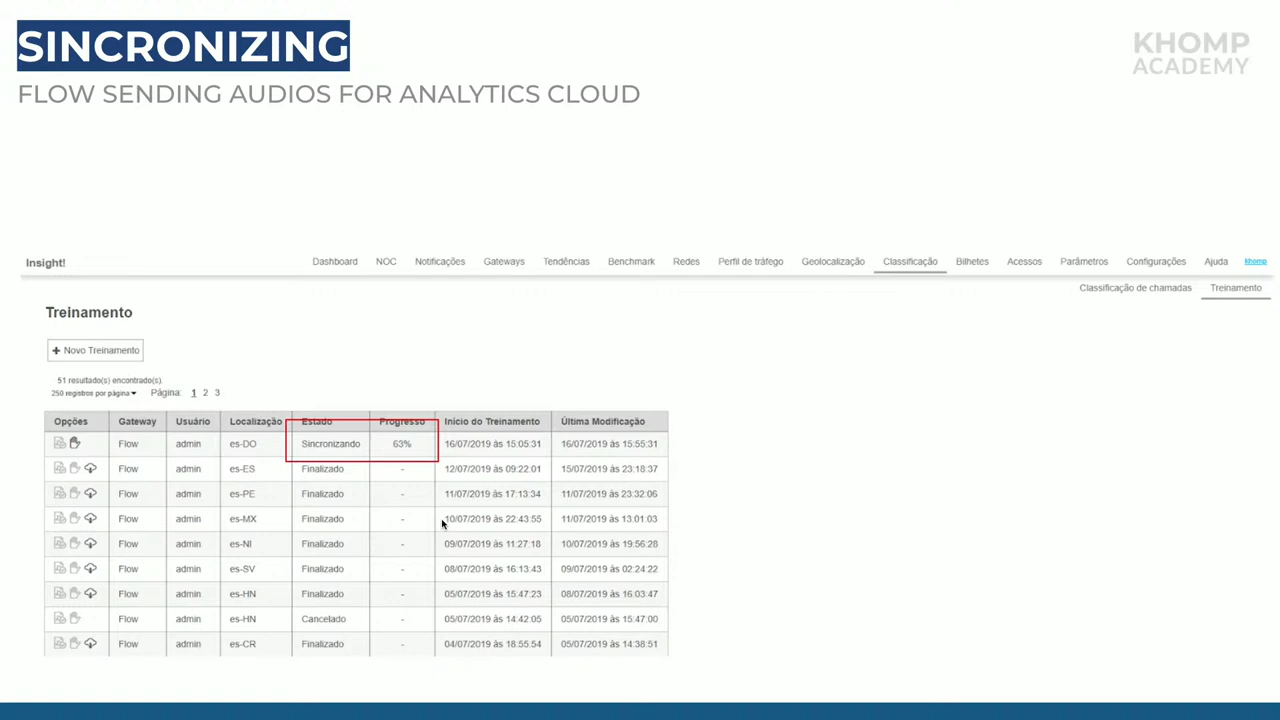 SINCRONIZING
KHOMP
ACADEMY
FLOW SENDING AUDIOS FOR ANALYTICS CLOUD
Insight! Dashboard NOC Notificações Gateways Tendências Benchmark Redes Perfil de tráfego Geolocalização Classificação Bilhetes Acessos Parâmetros Configurações Ajuda khomp
Classificação de chamadas Treinamento
Treinamento
+ Novo Treinamento
51 resultado(s) encontrado(s).
250 registros por página Página: 1 2 3
Opções Gateway Usuário Localização Estado Progresso Início do Treinamento Última Modificação
Flow admin es-DO Sincronizando 63% 16/07/2019 às 15:05:31 16/07/2019 às 15:55:31
Flow admin es-ES Finalizado - 12/07/2019 às 09:22:01 15/07/2019 às 23:18:37
Flow admin es-PE Finalizado - 11/07/2019 às 17:13:34 11/07/2019 às 23:32:06
Flow admin es-MX Finalizado - 10/07/2019 às 22:43:55 11/07/2019 às 13:01:03
Flow admin es-NI Finalizado - 09/07/2019 às 11:27:18 10/07/2019 às 19:56:28
Flow admin es-SV Finalizado - 08/07/2019 às 16:13:43 09/07/2019 às 02:24:22
Flow admin es-HN Finalizado - 05/07/2019 às 15:47:23 08/07/2019 às 16:03:47
Flow admin es-HN Cancelado - 05/07/2019 às 14:42:05 05/07/2019 às 15:47:00
Flow admin es-CR Finalizado - 04/07/2019 às 18:55:54 05/07/2019 às 14:38:51